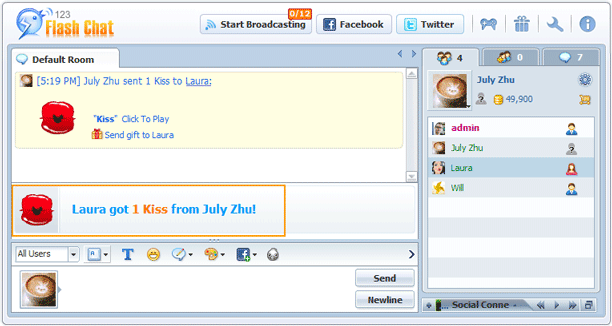 123
Flash Chat
Start Broadcasting
0/12
Facebook
Twitter
Default Room
[5:19 PM] July Zhu sent 1 Kiss to Laura:
"Kiss" Click To Play
Send gift to Laura
Laura got 1 Kiss from July Zhu!
All Users
A
T
Send
Newline
4
0
7
July Zhu
49,900
admin
July Zhu
Laura
Will
Social Conne